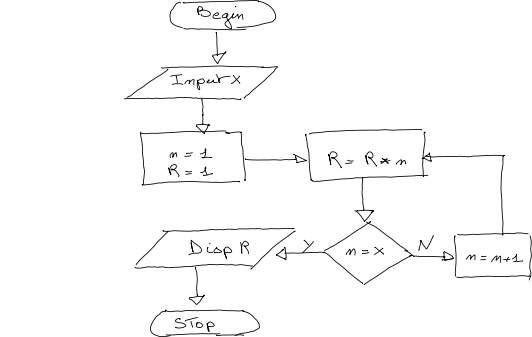 Begin
Input X
n = 1
R = 1
R = R * n
n = X
N
n = n+1
Y
Disp R
STop